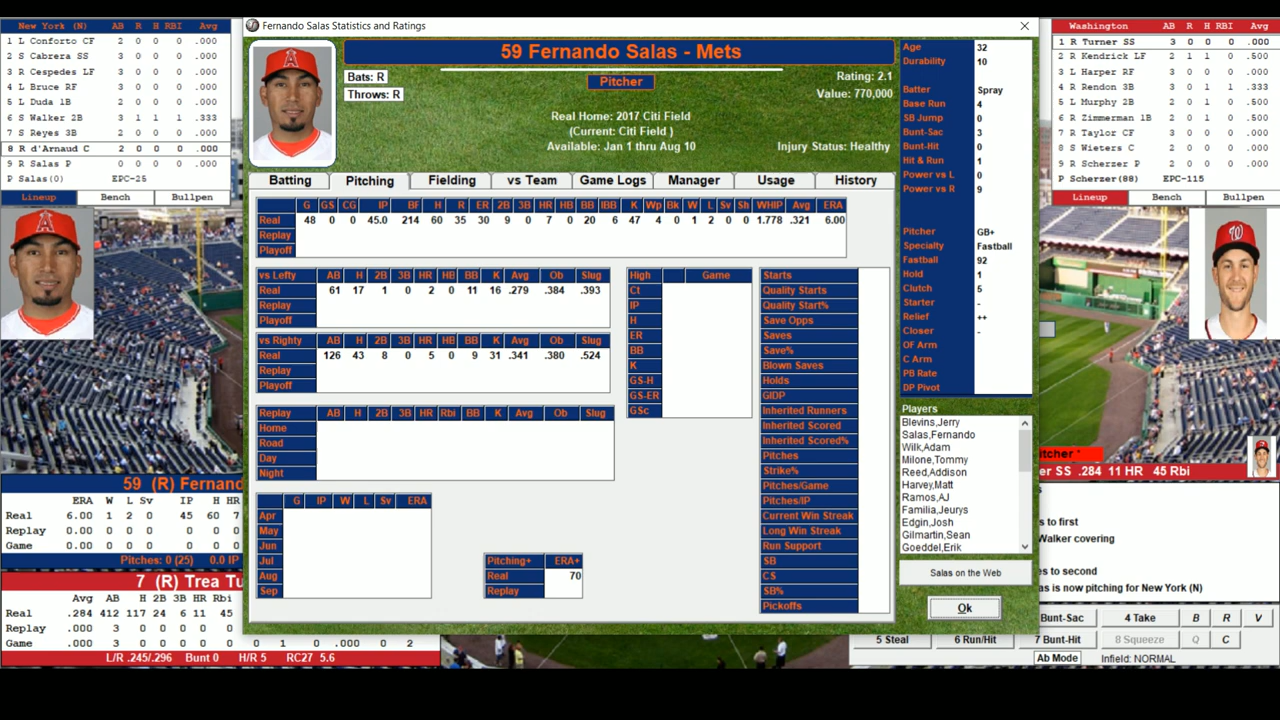 Fernando Salas Statistics and Ratings
New York (N) AB R H RBI Avg
1 L Conforto CF 2 0 0 0 .000
2 S Cabrera SS 2 0 0 0 .000
3 R Cespedes LF 3 0 0 0 .000
4 L Bruce RF 3 0 0 0 .000
5 L Duda 1B 2 0 0 0 .000
6 S Walker 2B 3 1 1 0 .333
7 S Reyes 3B 2 0 0 0 .000
8 R d'Arnaud C 2 0 0 0 .000
9 R Salas P 0 0 0 0 .000
P Salas(0) EPC-25
Lineup Bench Bullpen
59 Fernando Salas - Mets
Bats: R
Throws: R
Pitcher
Rating: 2.1
Value: 770,000
Real Home: 2017 Citi Field
(Current: Citi Field )
Available: Jan 1 thru Aug 10
Injury Status: Healthy
Batting Pitching Fielding vs Team Game Logs Manager Usage History
G GS CG IP BF H R ER 2B 3B HR HB BB IBB K Wp Bk W L Sv Sh WHIP Avg ERA
Real 48 0 0 45.0 214 60 35 30 9 0 7 0 20 6 47 4 0 1 2 0 0 1.778 .321 6.00
Replay
Playoff
vs Lefty AB H 2B 3B HR HB BB K Avg Ob Slug
Real 61 17 1 0 2 0 11 16 .279 .384 .393
Replay
Playoff
vs Righty AB H 2B 3B HR HB BB K Avg Ob Slug
Real 126 43 8 0 5 0 9 31 .341 .380 .524
Replay
Playoff
Replay AB H 2B 3B HR Rbi BB K Avg Ob Slug
Home
Road
Day
Night
G IP W L Sv ERA
Apr
May
Jun
Jul
Aug
Sep
Pitching+ ERA+
Real 70
Replay
High Game
Ct
IP
H
ER
BB
K
GS-H
GS-ER
GSc
Starts
Quality Starts
Quality Start%
Save Opps
Saves
Save%
Blown Saves
Holds
GIDP
Inherited Runners
Inherited Scored
Inherited Scored%
Pitches
Strike%
Pitches/Game
Pitches/IP
Current Win Streak
Long Win Streak
Run Support
SB
CS
SB%
Pickoffs
Age 32
Durability 10
Batter Spray
Base Run 4
SB Jump 0
Bunt-Sac 3
Bunt-Hit 0
Hit & Run 1
Power vs L 0
Power vs R 9
Pitcher GB+
Specialty Fastball
Fastball 92
Hold 1
Clutch 5
Starter -
Relief ++
Closer -
OF Arm
C Arm
PB Rate
DP Pivot
Players
Blevins,Jerry
Salas,Fernando
Wilk,Adam
Milone,Tommy
Reed,Addison
Harvey,Matt
Ramos,AJ
Familia,Jeurys
Edgin,Josh
Gilmartin,Sean
Goeddel,Erik
Salas on the Web
Ok
Washington AB R H RBI Avg
1 R Turner SS 3 0 0 0 .000
2 R Kendrick LF 2 1 1 0 .500
3 L Harper RF 3 0 0 0 .000
4 R Rendon 3B 3 0 1 1 .333
5 L Murphy 2B 2 0 1 0 .500
6 R Zimmerman 1B 2 0 1 0 .500
7 R Taylor CF 3 0 0 0 .000
8 S Wieters C 2 0 0 0 .000
9 R Scherzer P 2 0 0 0 .000
P Scherzer(88) EPC-115
Lineup Bench Bullpen
59 (R) Fernand
ERA W L Sv IP H HR
Real 6.00 1 2 0 45 60 7
Replay 0.00 0 0 0 0 0 0
Game 0.00 0 0 0 0 0 0
Pitches: 0 (25) 0.0 IP
7 (R) Trea Tu
Avg AB H 2B 3B HR Rbi
Real .284 412 117 24 6 11 45
Replay .000 3 0 0 0 0 0
Game .000 3 0 0 0 0 0 0 1 0 .000 0 2
L/R .245/.296 Bunt 0 H/R 5 RC27 5.6
itcher *
er SS .284 11 HR 45 Rbi
s
s to first
Walker covering
es to second
as is now pitching for New York (N)
Bunt-Sac 4 Take B R V
5 Steal 6 Run/Hit 7 Bunt-Hit 8 Squeeze Q C
Ab Mode Infield: NORMAL